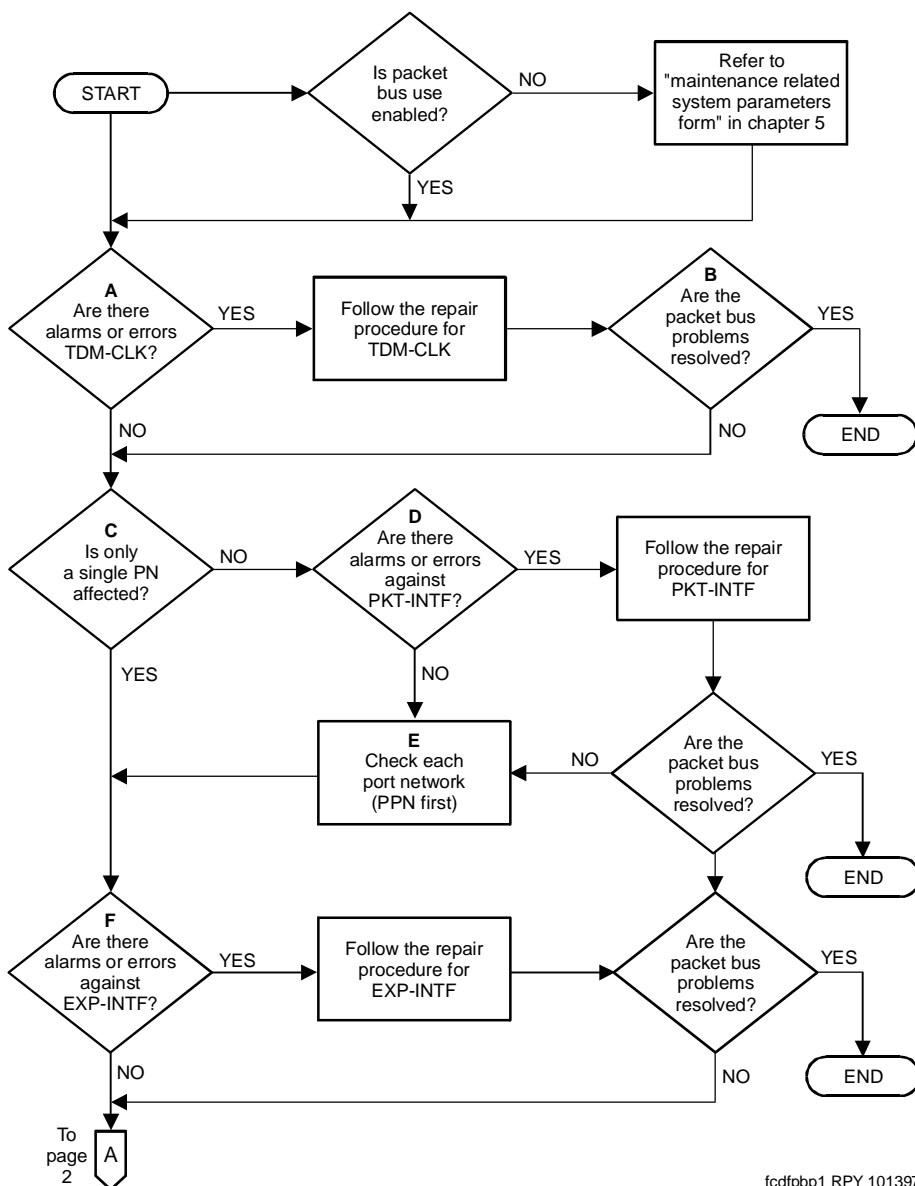 START
Is packet
bus use
enabled?
NO
Refer to
"maintenance related
system parameters
form" in chapter 5
YES
A
Are there
alarms or errors
TDM-CLK?
YES
Follow the repair
procedure for
TDM-CLK
B
Are the
packet bus
problems
resolved?
YES
NO
NO
END
C
Is only
a single PN
affected?
NO
D
Are there
alarms or errors
against
PKT-INTF?
YES
Follow the repair
procedure for
PKT-INTF
YES
NO
E
Check each
port network
(PPN first)
NO
Are the
packet bus
problems
resolved?
YES
END
F
Are there
alarms or errors
against
EXP-INTF?
YES
Follow the repair
procedure for
EXP-INTF
Are the
packet bus
problems
resolved?
YES
NO
NO
END
To
page
2
A
fcdfpbp1 RPY 101397